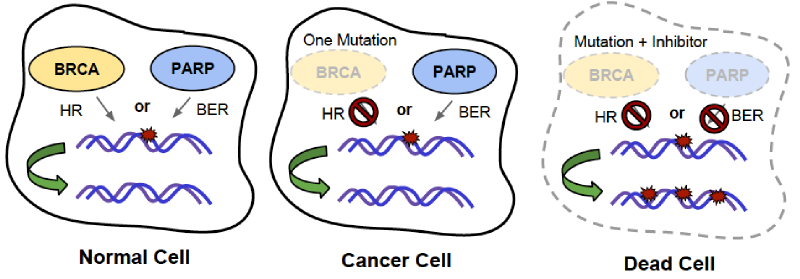 BRCA
PARP
HR or BER
Normal Cell
One Mutation
BRCA
PARP
HR or BER
Cancer Cell
Mutation + Inhibitor
BRCA
PARP
HR or BER
Dead Cell